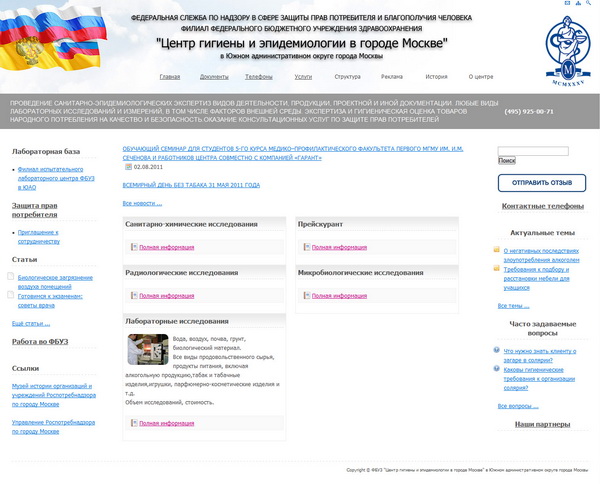 ФЕДЕРАЛЬНАЯ СЛЕЖБА ПО НАДЗОРУ В СФЕРЕ ЗАЩИТЫ ПРАВ ПОТРЕБИТЕЛЯ И БЛАГОПОЛУЧИЯ ЧЕЛОВЕКА
ФИЛИАЛ ФЕДЕРАЛЬНОГО БЮДЖЕТНОГО УЧРЕЖДЕНИЯ ЗДРАВООХРАНЕНИЯ
"Центр гигиены и эпидемиологии в городе Москве"
в Южном административном округе города Москвы
МСМХХХV
Главная Документы Телефоны Услуги Структура Реклама История О центре
ПРОВЕДЕНИЕ САНИТАРНО-ЭПИДЕМИОЛОГИЧЕСКИХ ЭКСПЕРТИЗ ВИДОВ ДЕЯТЕЛЬНОСТИ, ПРОДУКЦИИ, ПРОЕКТНОЙ И ИНОЙ ДОКУМЕНТАЦИИ. ЛЮБЫЕ ВИДЫ
ЛАБОРАТОРНЫХ ИССЛЕДОВАНИЙ И ИЗМЕРЕНИЙ. В ТОМ ЧИСЛЕ ФАКТОРОВ ВНЕШНЕЙ СРЕДЫ. ЭКСПЕРТИЗА И ГИГИЕНИЧЕСКАЯ ОЦЕНКА ТОВАРОВ
НАРОДНОГО ПОТРЕБЛЕНИЯ НА КАЧЕСТВО И БЕЗОПАСНОСТЬ.ОКАЗАНИЕ КОНСУЛЬТАЦИОННЫХ УСЛУГ ПО ЗАЩИТЕ ПРАВ ПОТРЕБИТЕЛЕЙ
(495) 925-00-71
Лабораторная база
Филиал испытательного
лабораторного центра ФБУЗ
в ЮАО
Защита прав
потребителя
Приглашение к
сотрудничеству
Статьи
Биологическое загрязнение
воздуха помещений
Готовимся к экзаменам:
советы врача
Ещё статьи ...
Работа во ФБУЗ
Ссылки
Музей истории организаций и
учреждений Роспотребнадзора
по городу Москве
Управление Роспотребнадзора
по городу Москве
ОБУЧАЮЩИЙ СЕМИНАР ДЛЯ СТУДЕНТОВ 5-ГО КУРСА МЕДИКО-ПРОФИЛАКТИЧЕСКОГО ФАКУЛЬТЕТА ПЕРВОГО МГМУ ИМ. И.М.
СЕЧЕНОВА И РАБОТНИКОВ ЦЕНТРА СОВМЕСТНО С КОМПАНИЕЙ «ГАРАНТ»
02.08.2011
ВСЕМИРНЫЙ ДЕНЬ БЕЗ ТАБАКА 31 МАЯ 2011 ГОДА
Все новости ...
Санитарно-химические исследования
Полная информация
Прейскурант
Полная информация
Радиологические исследования
Полная информация
Микробиологические исследования
Полная информация
Лабораторные исследования
Вода, воздух, почва, грунт,
биологический материал.
Все виды продовольственного сырья,
продукты питания, включая
алкогольную продукцию,табак и табачные
изделия,игрушки, парфюмерно-косметические изделия и
т.д.
Объем исследований, стоимость.
Полная информация
Поиск
ОТПРАВИТЬ ОТЗЫВ
Контактные телефоны
Актуальные темы
О негативных последствиях
злоупотребления алкоголем
Требования к подбору и
расстановки мебели для
учащихся
Все темы ...
Часто задаваемые
вопросы
Что нужно знать клиенту о
загаре в солярии?
Каковы гигиенические
требования к организации
солярия?
Все вопросы ...
Наши партнеры
Copyright © ФБУЗ "Центр гигиены и эпидемиологии в городе Москве" в Южном административном округе города Москвы